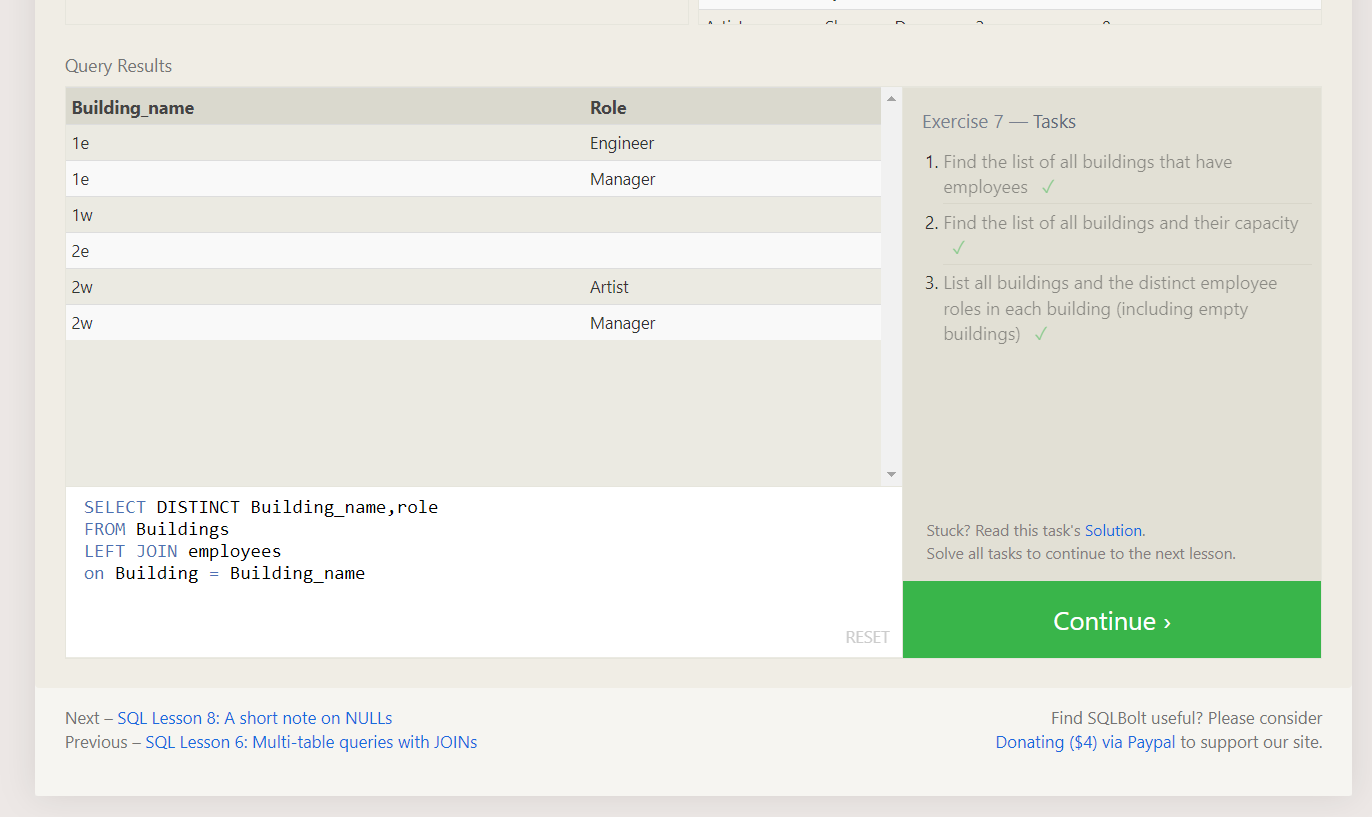 Query Results
Building_name Role
1e Engineer
1e Manager
1w
2e
2w Artist
2w Manager
SELECT DISTINCT Building_name,role
FROM Buildings
LEFT JOIN employees
on Building = Building_name
RESET
Exercise 7 — Tasks
1. Find the list of all buildings that have
employees ✓
2. Find the list of all buildings and their capacity
✓
3. List all buildings and the distinct employee
roles in each building (including empty
buildings) ✓
Stuck? Read this task's Solution.
Solve all tasks to continue to the next lesson.
Continue ›
Next – SQL Lesson 8: A short note on NULLs
Previous – SQL Lesson 6: Multi-table queries with JOINs
Find SQLBolt useful? Please consider
Donating ($4) via Paypal to support our site.